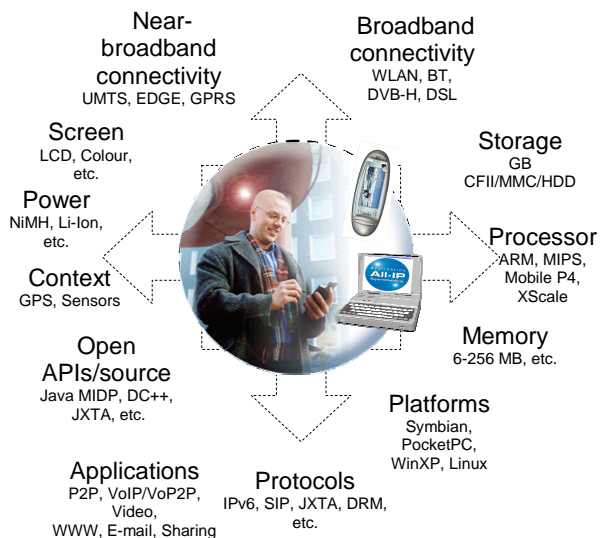 Near-
broadband
connectivity
UMTS, EDGE, GPRS
Broadband
connectivity
WLAN, BT,
DVB-H, DSL
Screen
LCD, Colour,
etc.
Storage
GB
CFII/MMC/HDD
Power
NiMH, Li-Ion,
etc.
Processor
ARM, MIPS,
Mobile P4,
XScale
Context
GPS, Sensors
All-IP
Memory
6-256 MB, etc.
Open
APIs/source
Java MIDP, DC++,
JXTA, etc.
Platforms
Symbian,
PocketPC,
WinXP, Linux
Applications
P2P, VoIP/VoP2P,
Video,
WWW, E-mail, Sharing
Protocols
IPv6, SIP, JXTA, DRM,
etc.